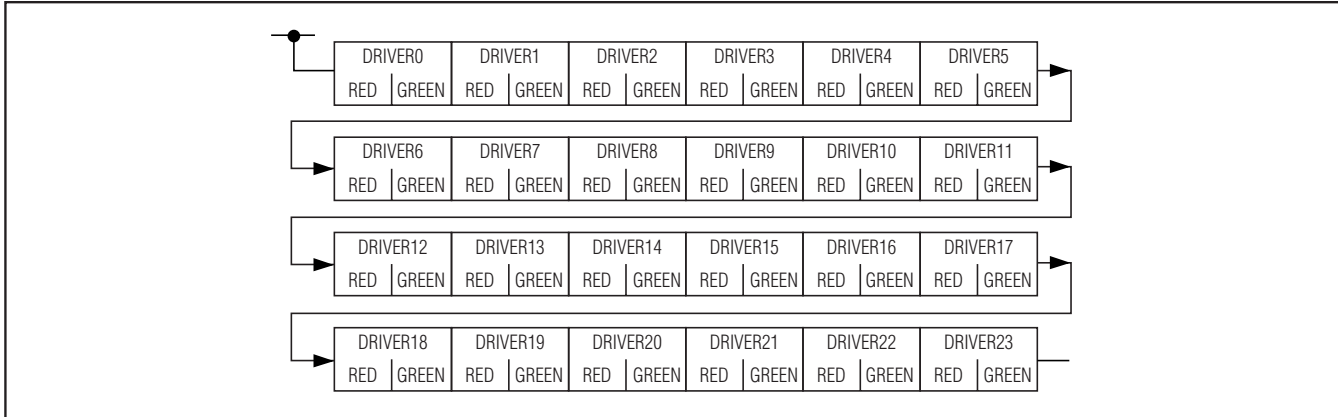 DRIVER0 DRIVER1 DRIVER2 DRIVER3 DRIVER4 DRIVER5
RED GREEN RED GREEN RED GREEN RED GREEN RED GREEN RED GREEN
DRIVER6 DRIVER7 DRIVER8 DRIVER9 DRIVER10 DRIVER11
RED GREEN RED GREEN RED GREEN RED GREEN RED GREEN RED GREEN
DRIVER12 DRIVER13 DRIVER14 DRIVER15 DRIVER16 DRIVER17
RED GREEN RED GREEN RED GREEN RED GREEN RED GREEN RED GREEN
DRIVER18 DRIVER19 DRIVER20 DRIVER21 DRIVER22 DRIVER23
RED GREEN RED GREEN RED GREEN RED GREEN RED GREEN RED GREEN